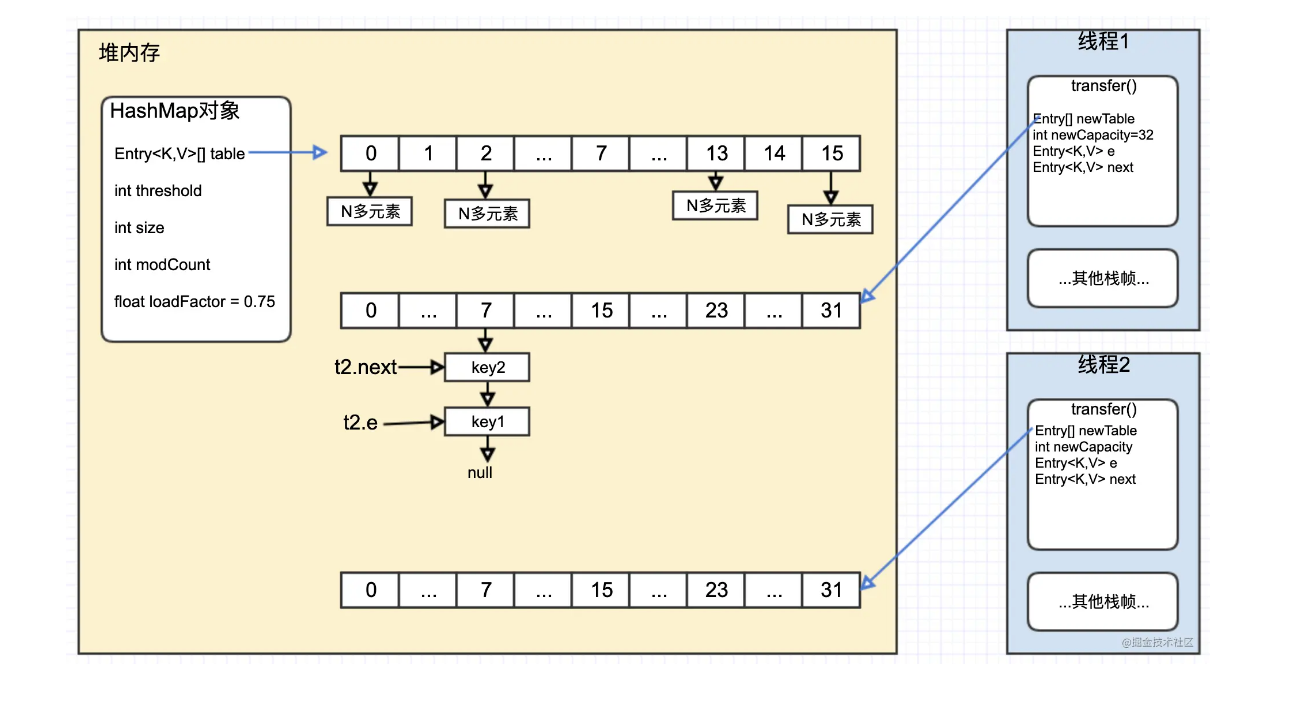 堆内存
HashMap对象
Entry<K,V>[] table
int threshold
int size
int modCount
float loadFactor = 0.75
0 1 2 ... 7 ... 13 14 15
N多元素 N多元素 N多元素 N多元素
0 ... 7 ... 15 ... 23 ... 31
t2.next
key2
t2.e
key1
null
0 ... 7 ... 15 ... 23 ... 31
线程1
transfer()
Entry[] newTable
int newCapacity=32
Entry<K,V> e
Entry<K,V> next
...其他栈帧...
线程2
transfer()
Entry[] newTable
int newCapacity
Entry<K,V> e
Entry<K,V> next
...其他栈帧...
@掘金技术社区